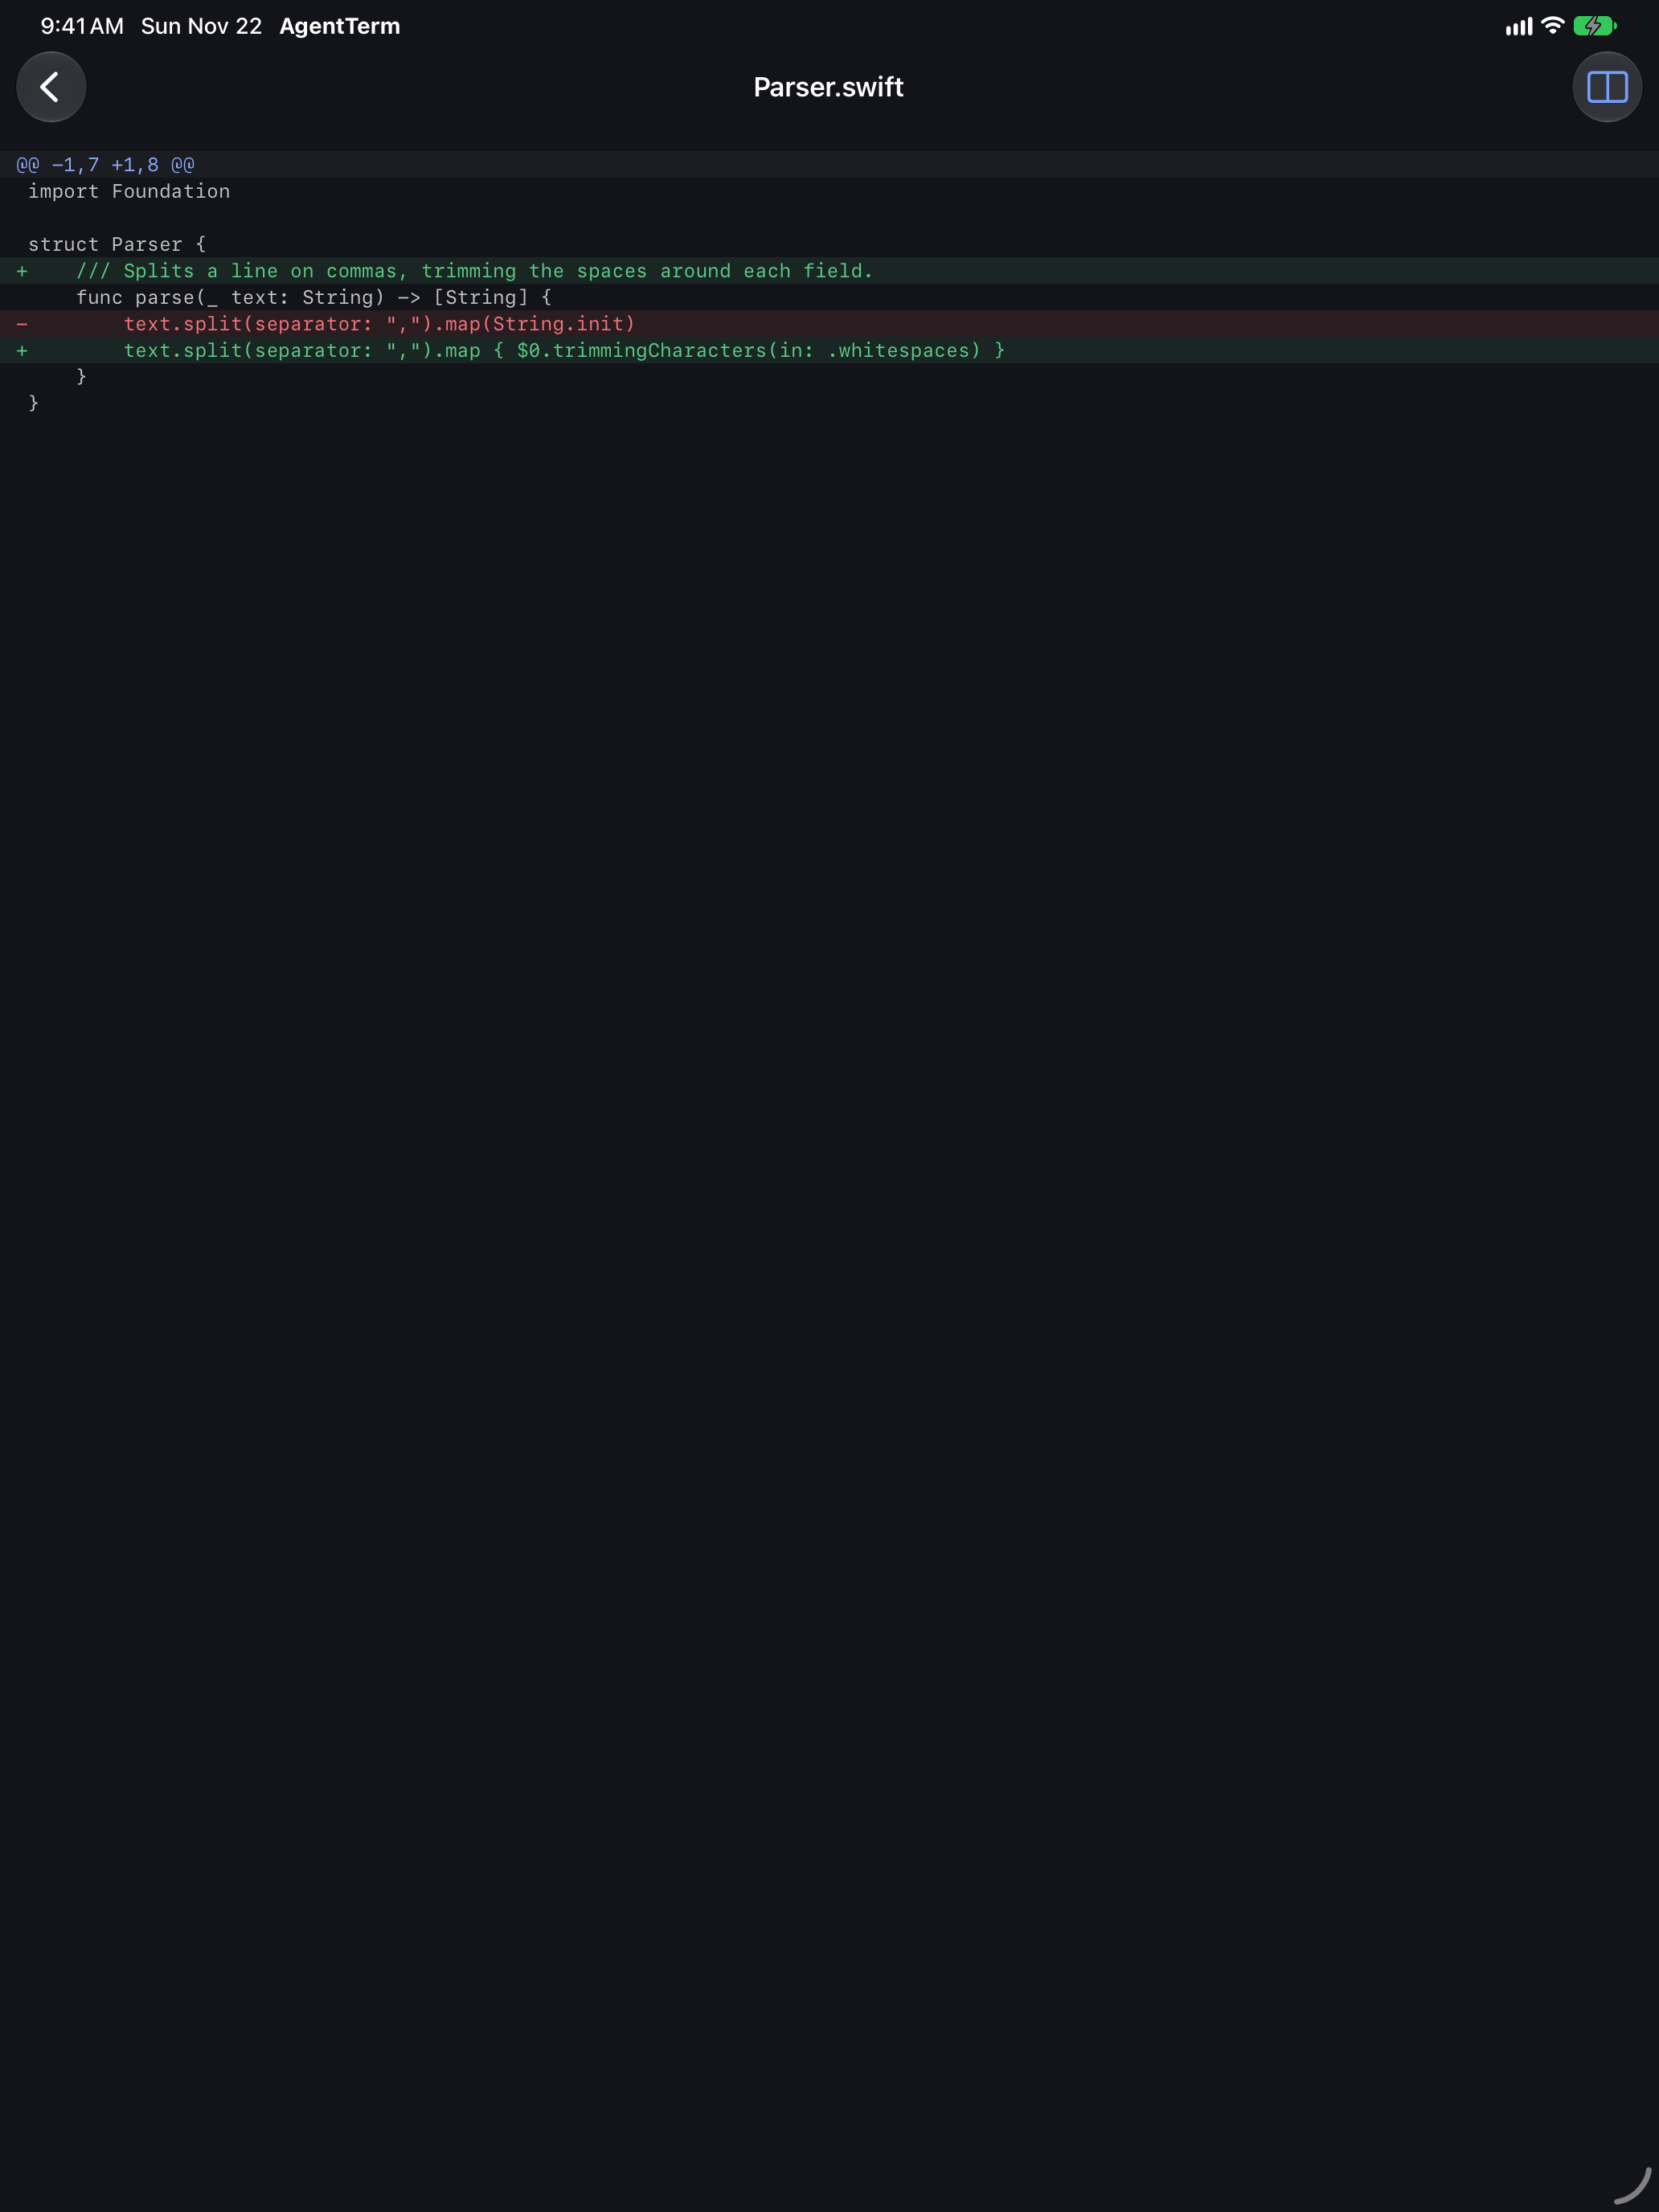 9:41 AM Sun Nov 22 AgentTerm
Parser.swift
@@ -1,7 +1,8 @@
 import Foundation

 struct Parser {
+    /// Splits a line on commas, trimming the spaces around each field.
     func parse(_ text: String) -> [String] {
-        text.split(separator: ",").map(String.init)
+        text.split(separator: ",").map { $0.trimmingCharacters(in: .whitespaces) }
     }
 }